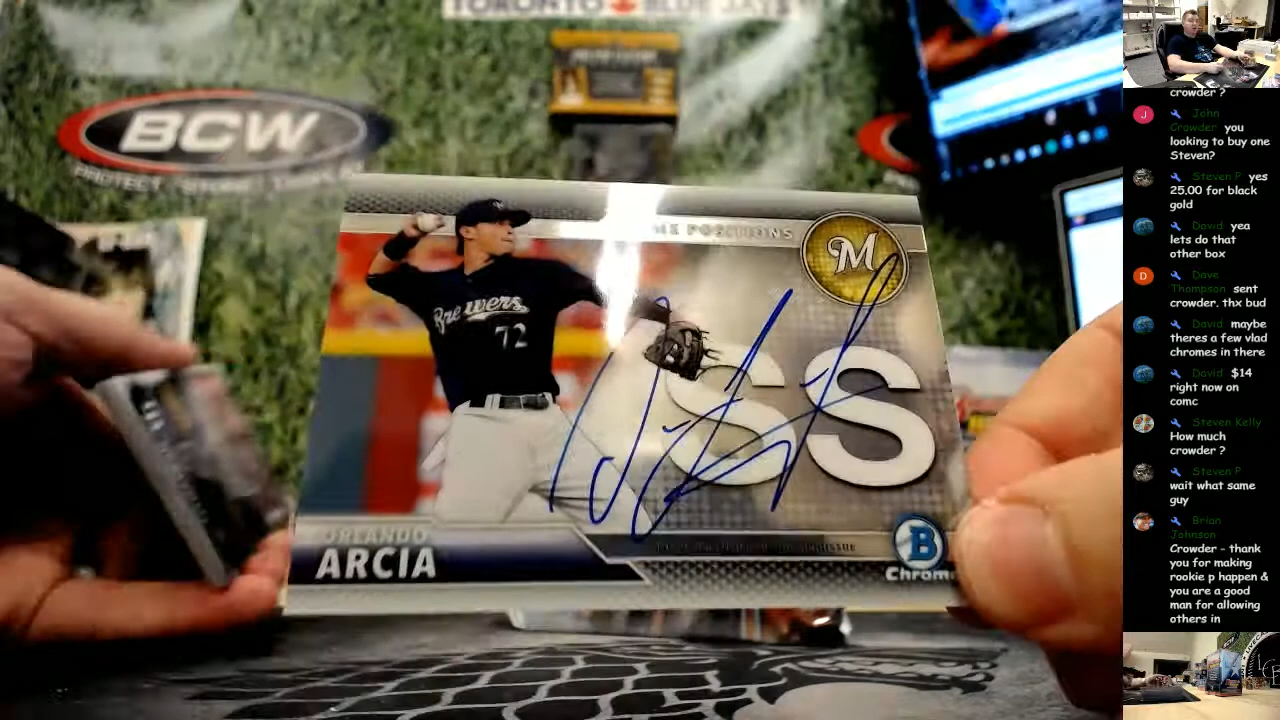 TORONTO BLUE JAYS
BCW
PROTECT
POSITIONS
M
Brewers
72
SS
ORLANDO
ARCIA
B
Chrome
crowder ?
John
Crowder you
looking to buy one
Steven?
Steven P yes
25.00 for black
gold
David yea
lets do that
other box
Dave
Thompson sent
crowder. thx bud
David maybe
theres a few vlad
chromes in there
David $14
right now on
comc
Steven Kelly
How much
crowder ?
Steven P
wait what same
guy
Brian
Johnson
Crowder - thank
you for making
rookie p happen &
you are a good
man for allowing
others in